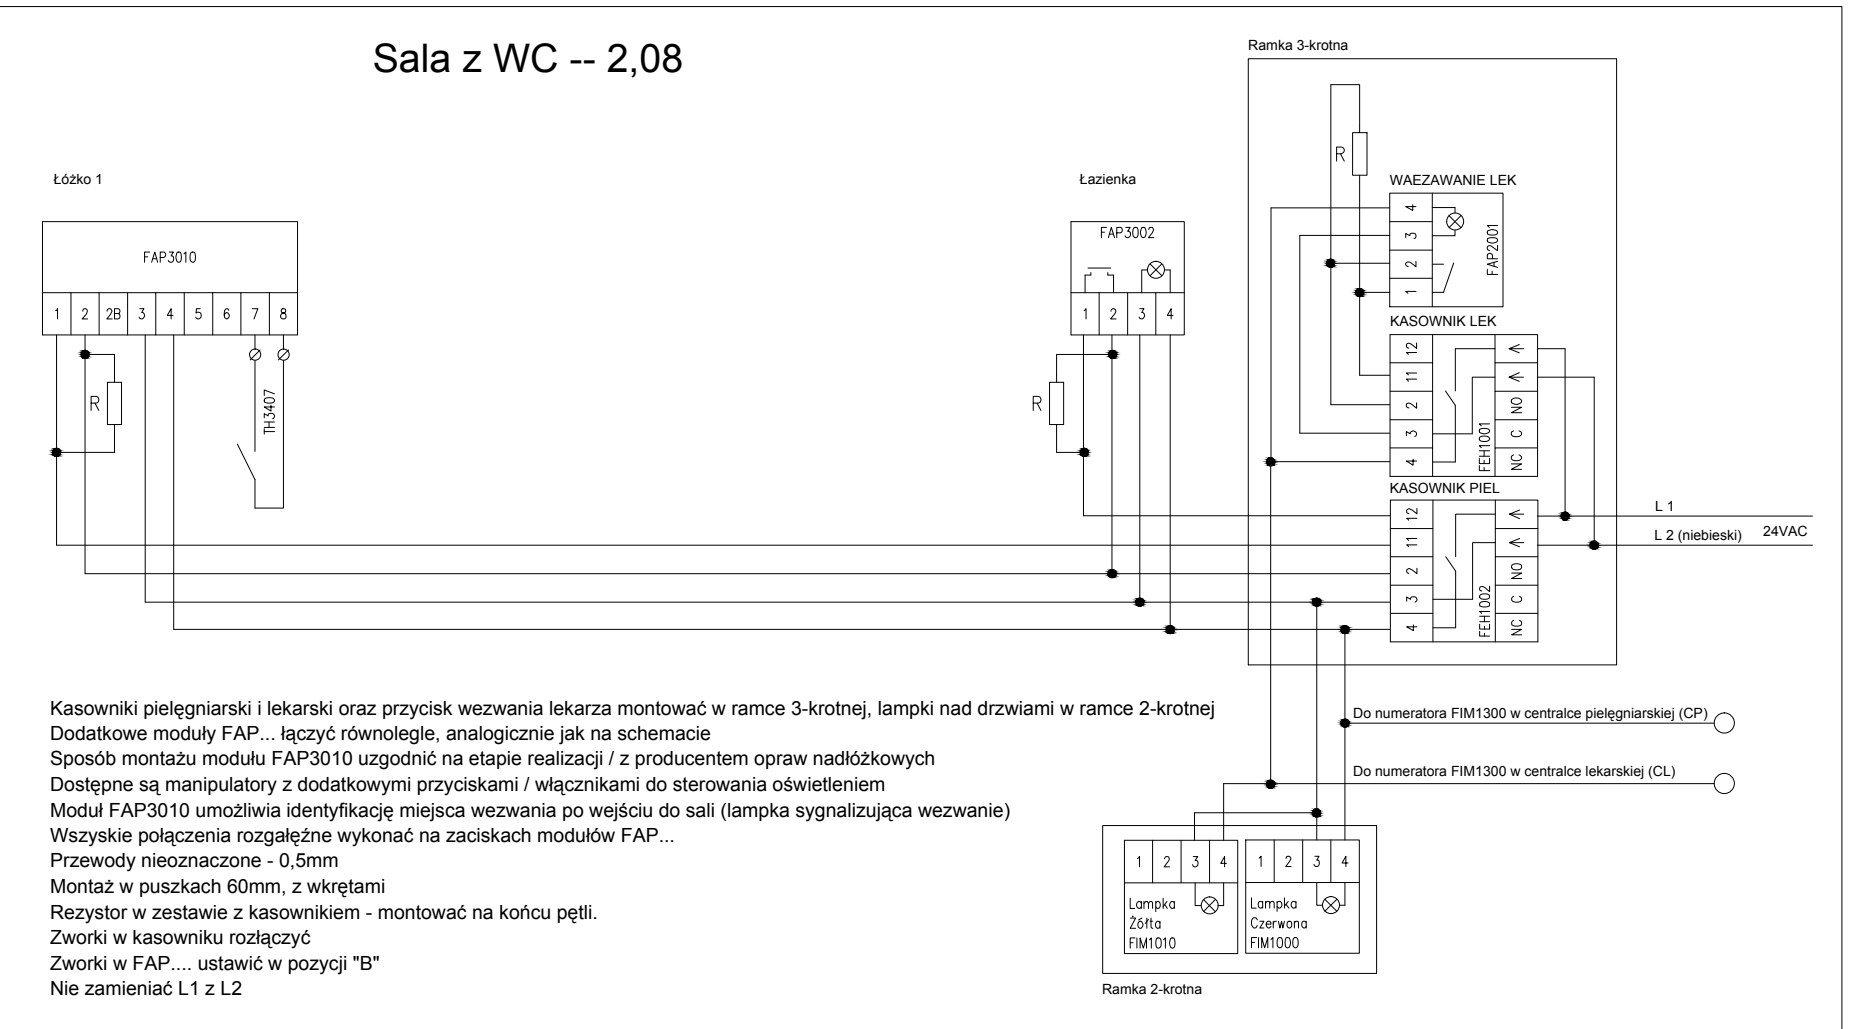 Sala z WC -- 2,08
Ramka 3-krotna
Łóżko 1
FAP3010
1 2 2B 3 4 5 6 7 8
R
TH3407
Łazienka
FAP3002
1 2 3 4
R
R
WAEZAWANIE LEK
4
3
2
1
FAP2001
KASOWNIK LEK
12
11
2 NO
3 C
4 NC
FEH1001
KASOWNIK PIEL
12
11
2 NO
3 C
4 NC
FEH1002
L 1
L 2 (niebieski) 24VAC
Kasowniki pielęgniarski i lekarski oraz przycisk wezwania lekarza montować w ramce 3-krotnej, lampki nad drzwiami w ramce 2-krotnej
Dodatkowe moduły FAP... łączyć równolegle, analogicznie jak na schemacie
Sposób montażu modułu FAP3010 uzgodnić na etapie realizacji / z producentem opraw nadłóżkowych
Dostępne są manipulatory z dodatkowymi przyciskami / włącznikami do sterowania oświetleniem
Moduł FAP3010 umożliwia identyfikację miejsca wezwania po wejściu do sali (lampka sygnalizująca wezwanie)
Wszyskie połączenia rozgałęźne wykonać na zaciskach modułów FAP...
Przewody nieoznaczone - 0,5mm
Montaż w puszkach 60mm, z wkrętami
Rezystor w zestawie z kasownikiem - montować na końcu pętli.
Zworki w kasowniku rozłączyć
Zworki w FAP.... ustawić w pozycji "B"
Nie zamieniać L1 z L2
Do numeratora FIM1300 w centralce pielęgniarskiej (CP)
Do numeratora FIM1300 w centralce lekarskiej (CL)
1 2 3 4
Lampka
Żółta
FIM1010
1 2 3 4
Lampka
Czerwona
FIM1000
Ramka 2-krotna